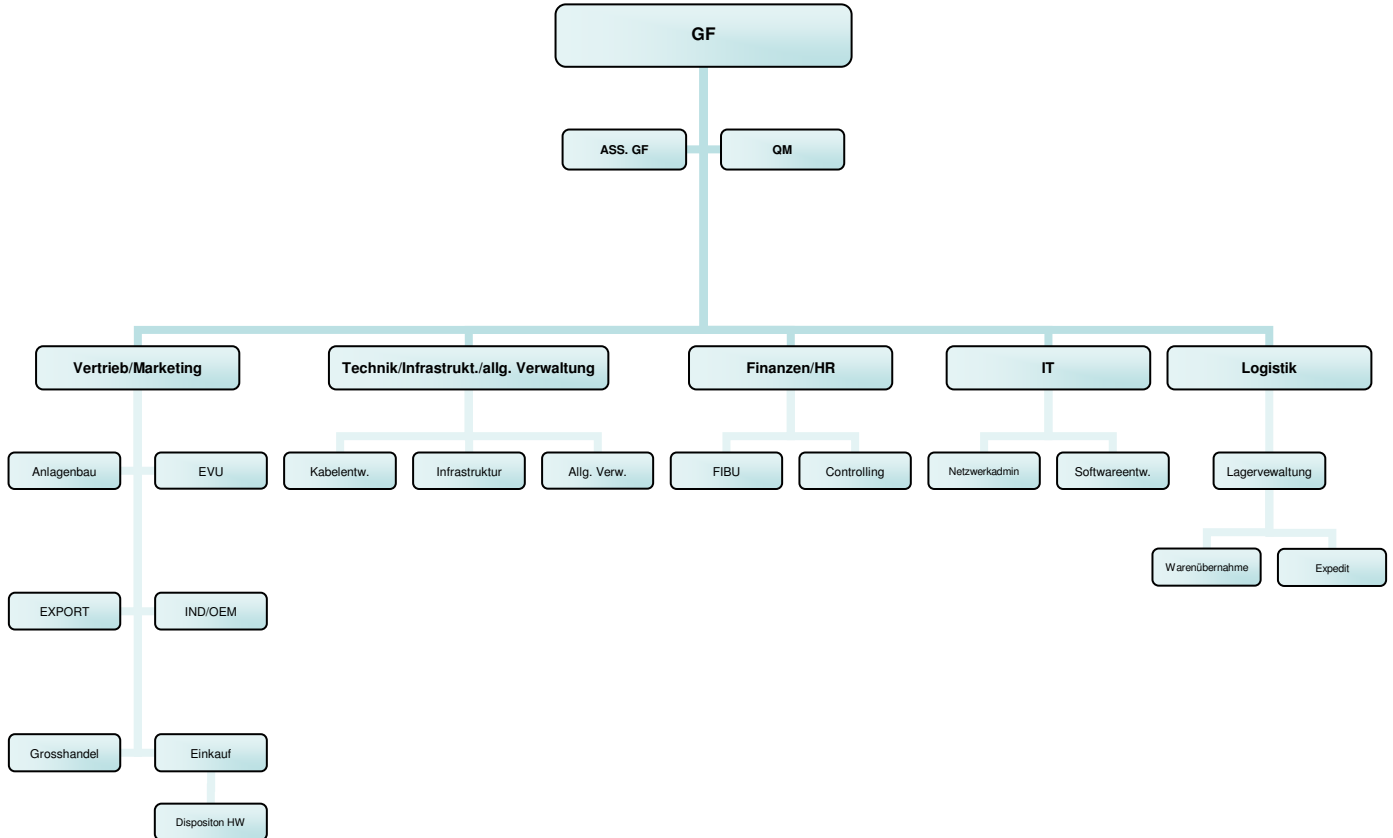 GF
ASS. GF
QM
Vertrieb/Marketing
Technik/Infrastrukt./allg. Verwaltung
Finanzen/HR
IT
Logistik
Anlagenbau
EVU
Kabelentw.
Infrastruktur
Allg. Verw.
FIBU
Controlling
Netzwerkadmin
Softwareentw.
Lagervewaltung
Warenübernahme
Expedit
EXPORT
IND/OEM
Grosshandel
Einkauf
Dispositon HW